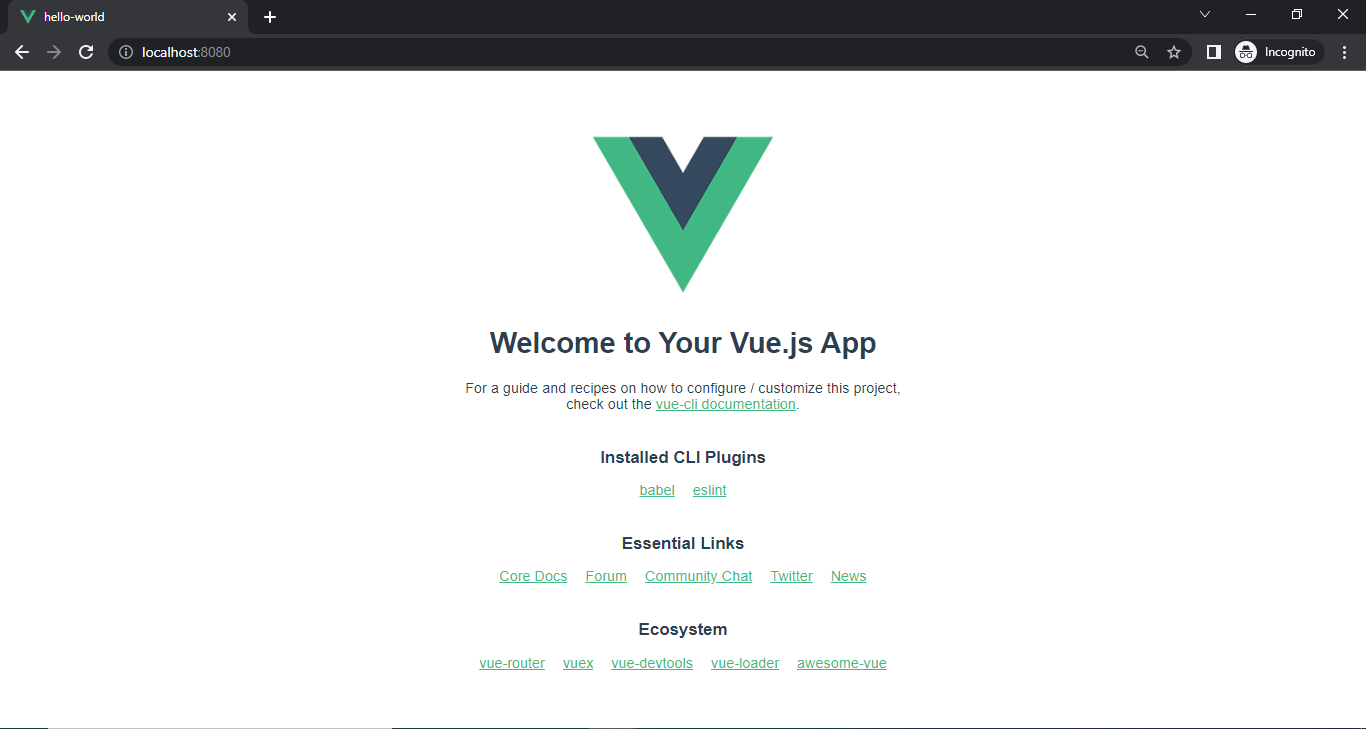 hello-world
localhost:8080
Incognito
Welcome to Your Vue.js App
For a guide and recipes on how to configure / customize this project,
check out the vue-cli documentation.
Installed CLI Plugins
babel eslint
Essential Links
Core Docs Forum Community Chat Twitter News
Ecosystem
vue-router vuex vue-devtools vue-loader awesome-vue